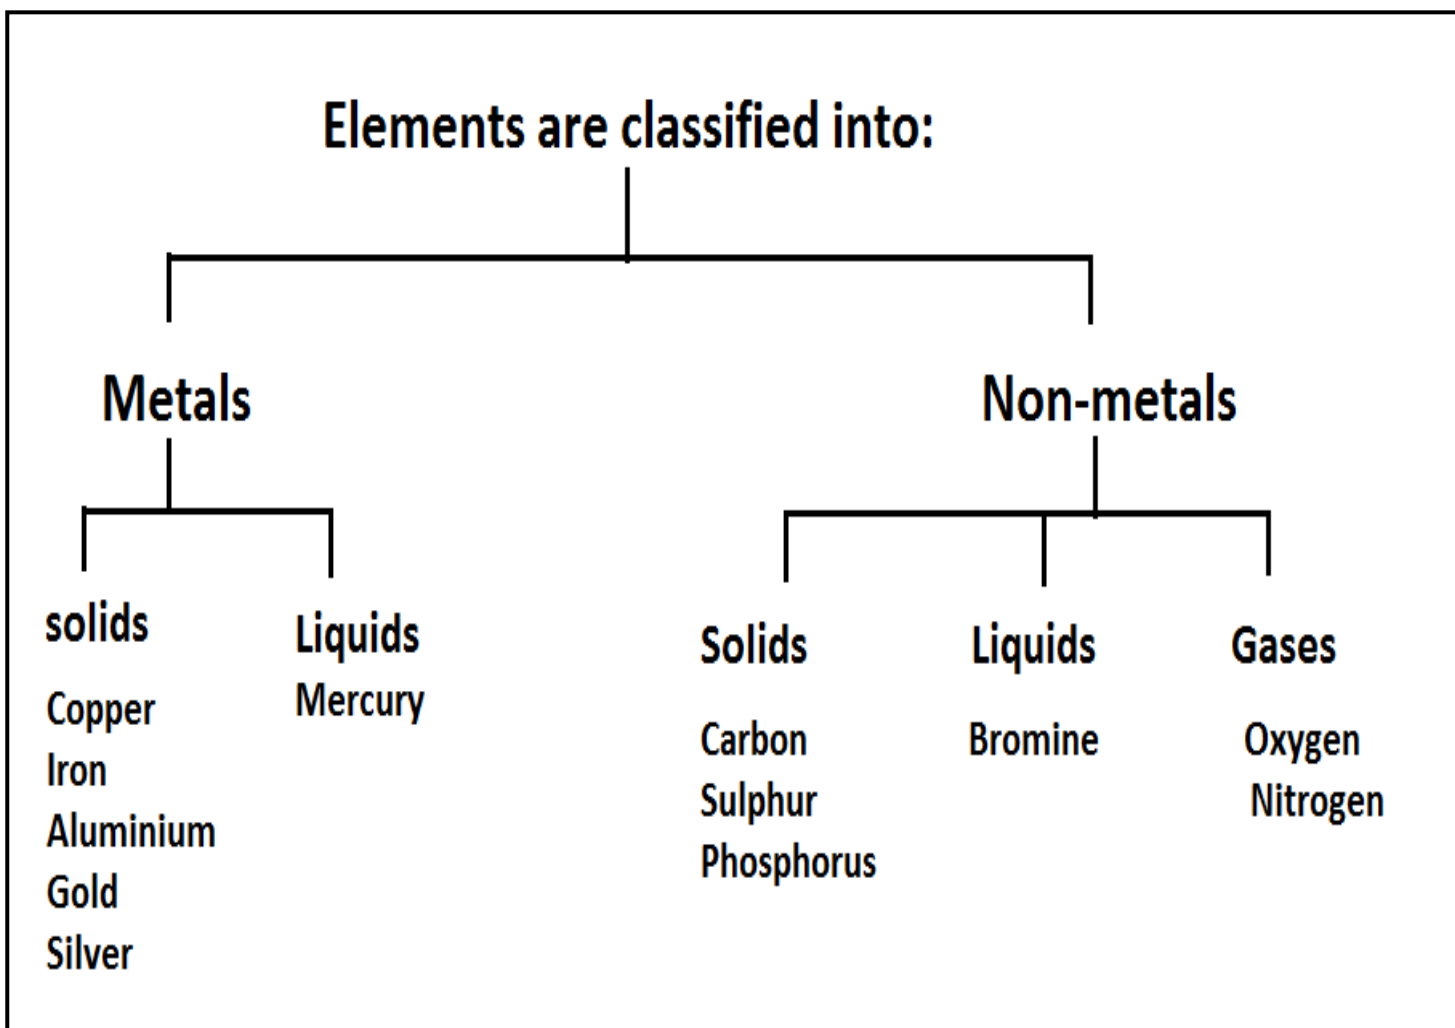 Elements are classified into:
Metals
Non-metals
solids
Copper
Iron
Aluminium
Gold
Silver
Liquids
Mercury
Solids
Carbon
Sulphur
Phosphorus
Liquids
Bromine
Gases
Oxygen
Nitrogen